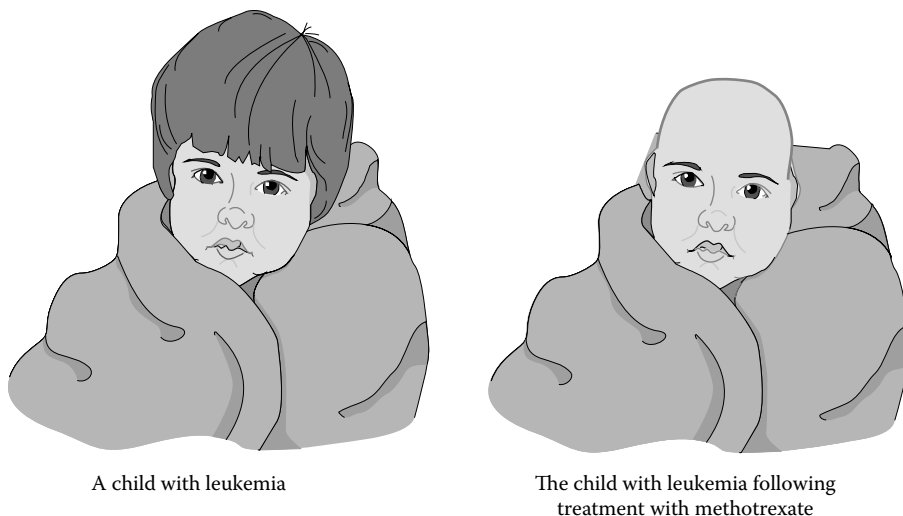 A child with leukemia
The child with leukemia following
treatment with methotrexate